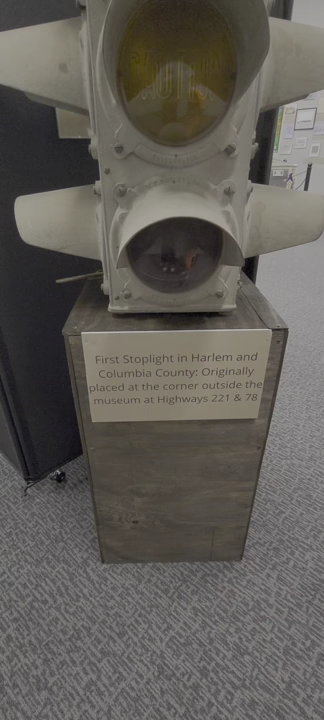 CAUTION
First Stoplight in Harlem and
Columbia County: Originally
placed at the corner outside the
museum at Highways 221 & 78